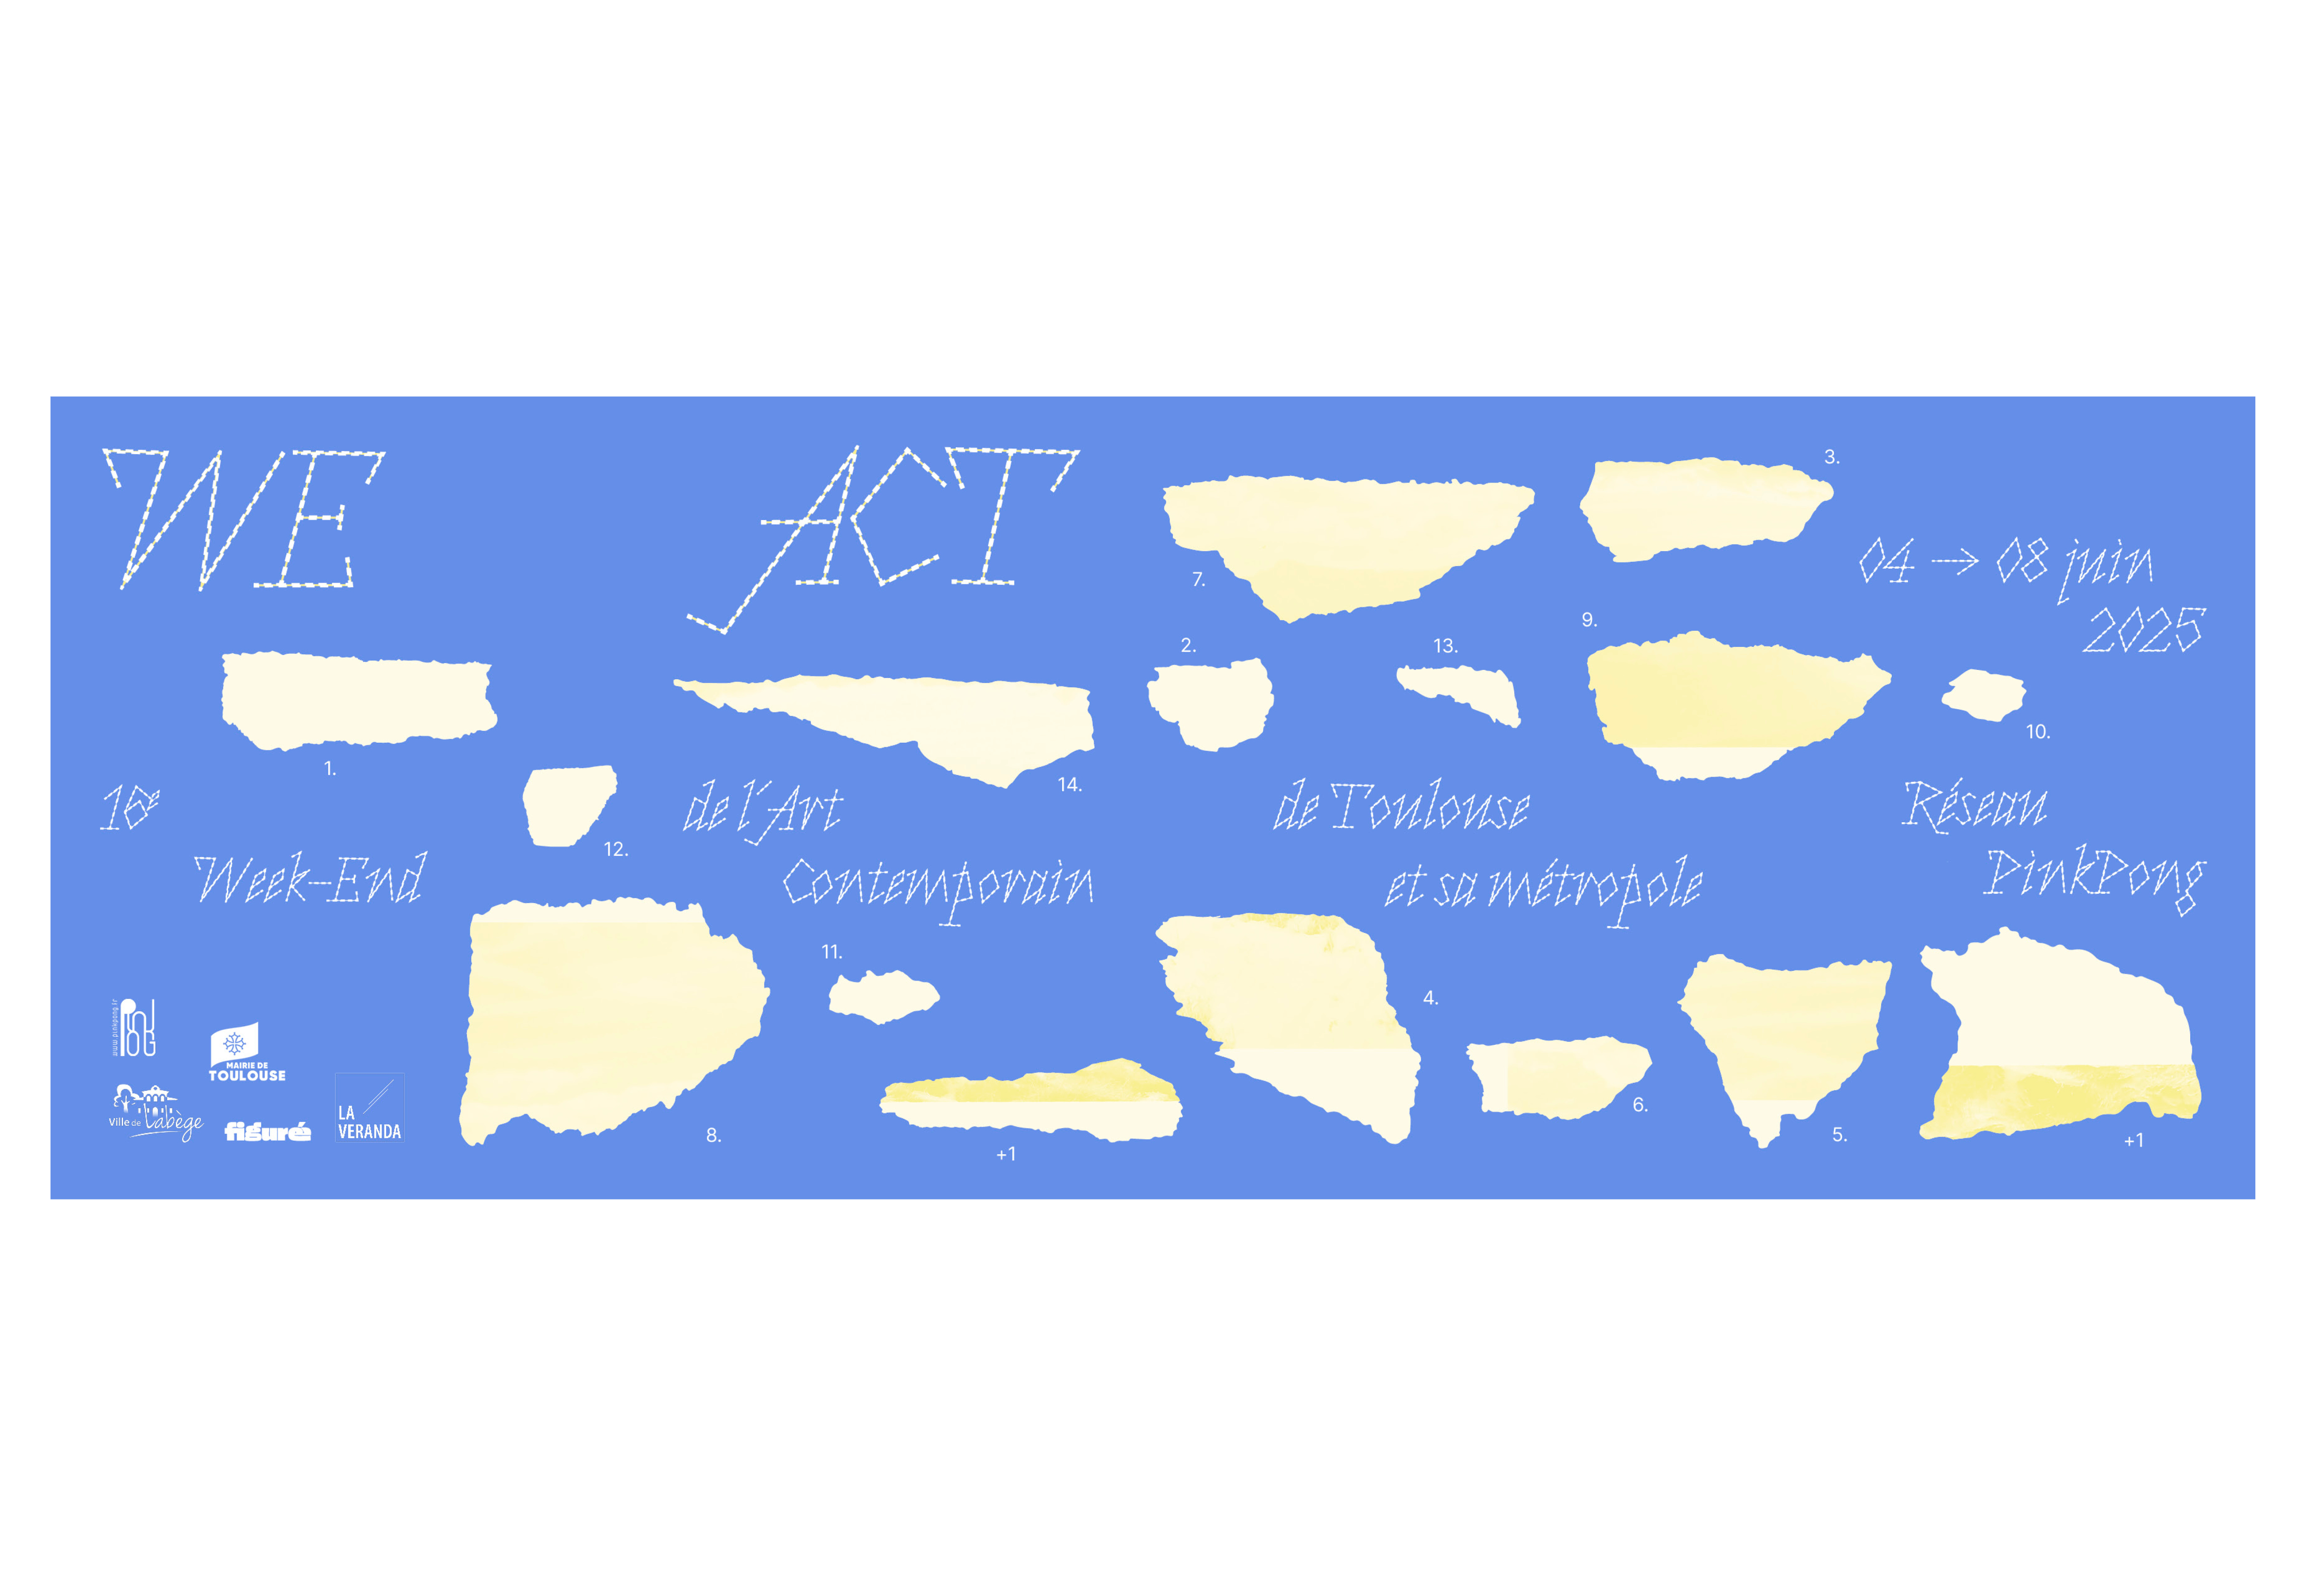 WE ACT
7.
3.
04 → 08 juin
2025
1.
14.
2.
13.
9.
10.
10e
Week-End
12.
de l'Art
Contemporain
de Toulouse
et sa métropole
Réseau
PinkPong
www.pinkpong.fr
PINKPONG
MAIRIE DE
TOULOUSE
Ville de Labège
figuré
LA
VERANDA
8.
11.
+1
4.
6.
5.
+1